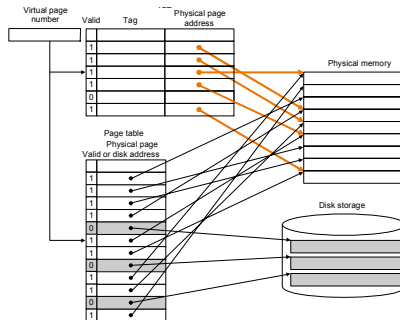 Virtual page
number
Valid
Tag
Physical page
address
1
1
1
1
0
1
Physical memory
Page table
Physical page
Valid or disk address
1
1
1
1
0
1
1
0
1
1
0
1
Disk storage